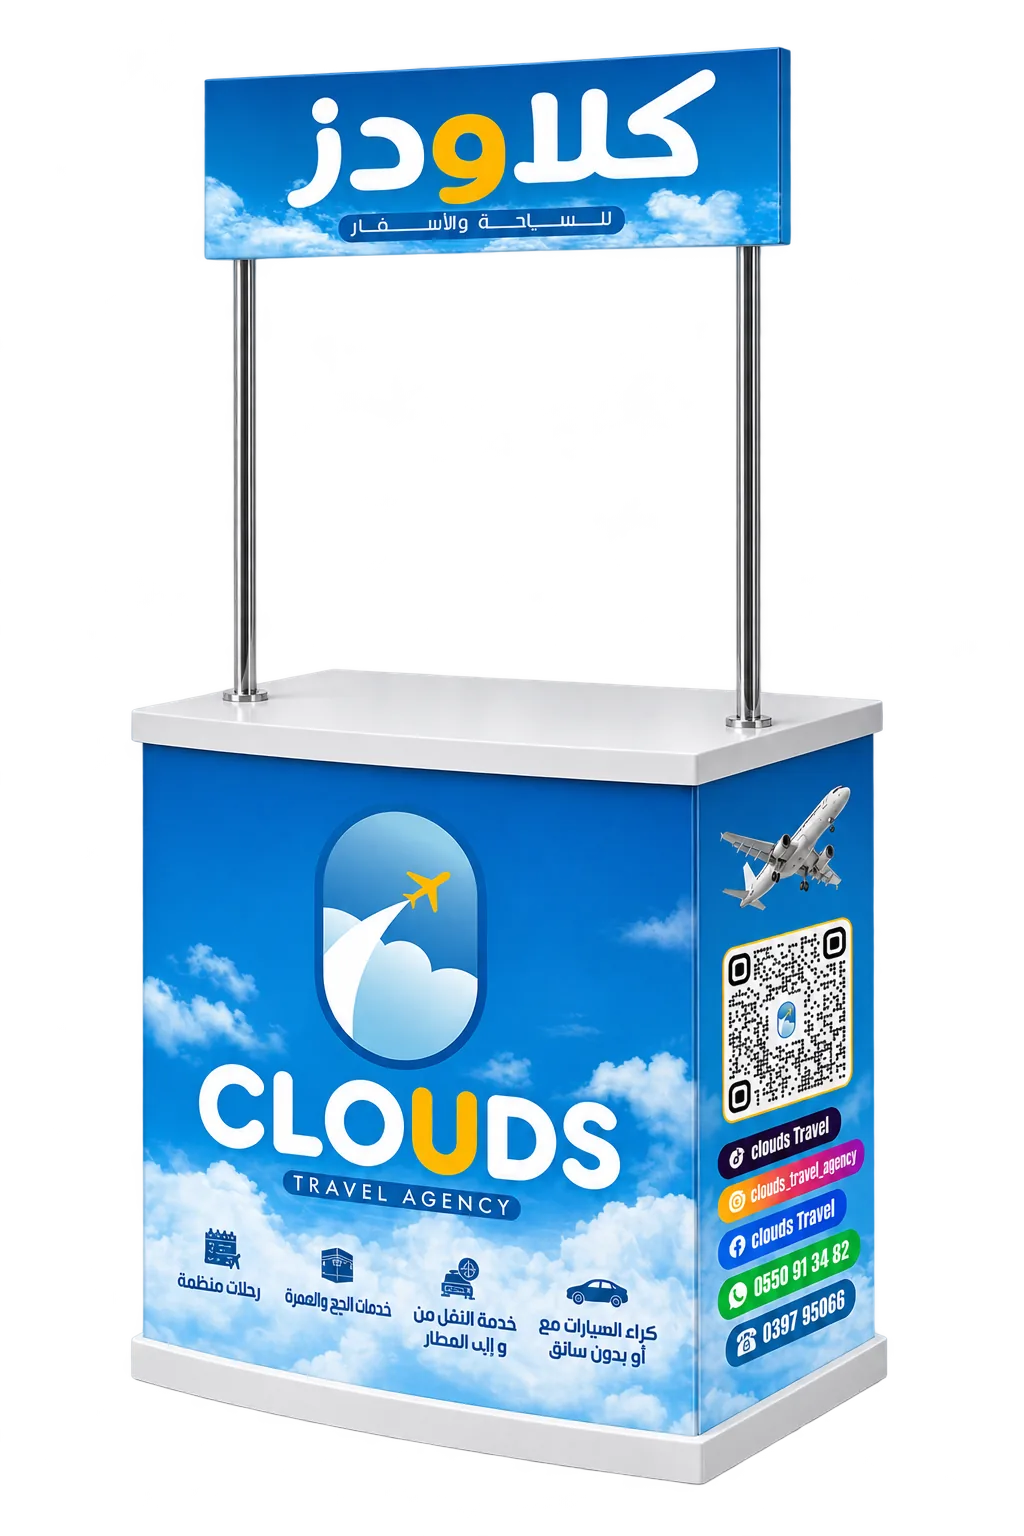 كلاودز
للسياحة والأسفار
CLOUDS
TRAVEL AGENCY
رحلات منظمة
خدمات الحج والعمرة
خدمة النقل من
و إلى المطار
كراء السيارات مع
أو بدون سائق
clouds Travel
clouds_travel_agency
clouds Travel
0550 91 34 82
0397 95066